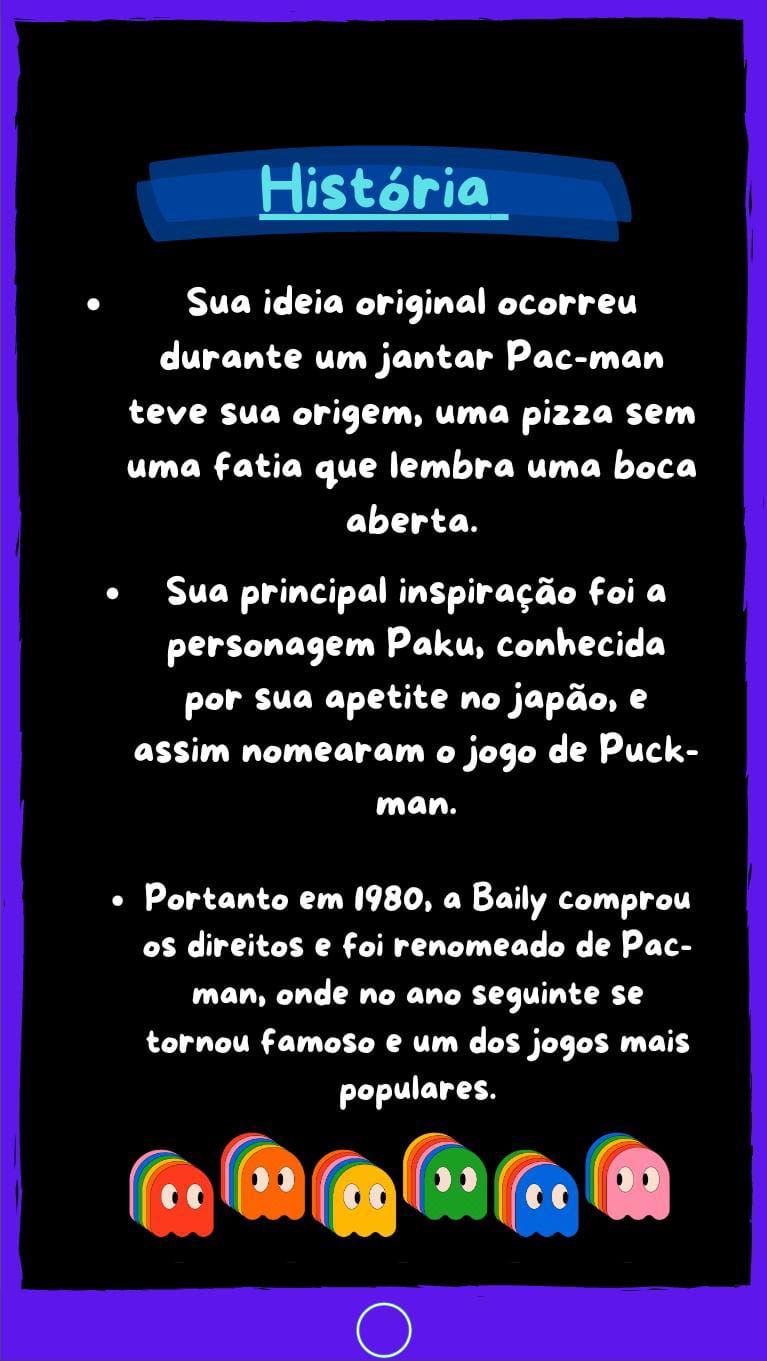 História
• Sua ideia original ocorreu
durante um jantar Pac-man
teve sua origem, uma pizza sem
uma fatia que lembra uma boca
aberta.
• Sua principal inspiração foi a
personagem Paku, conhecida
por sua apetite no japão, e
assim nomearam o jogo de Puck-
man.
• Portanto em 1980, a Baily comprou
os direitos e foi renomeado de Pac-
man, onde no ano seguinte se
tornou famoso e um dos jogos mais
populares.